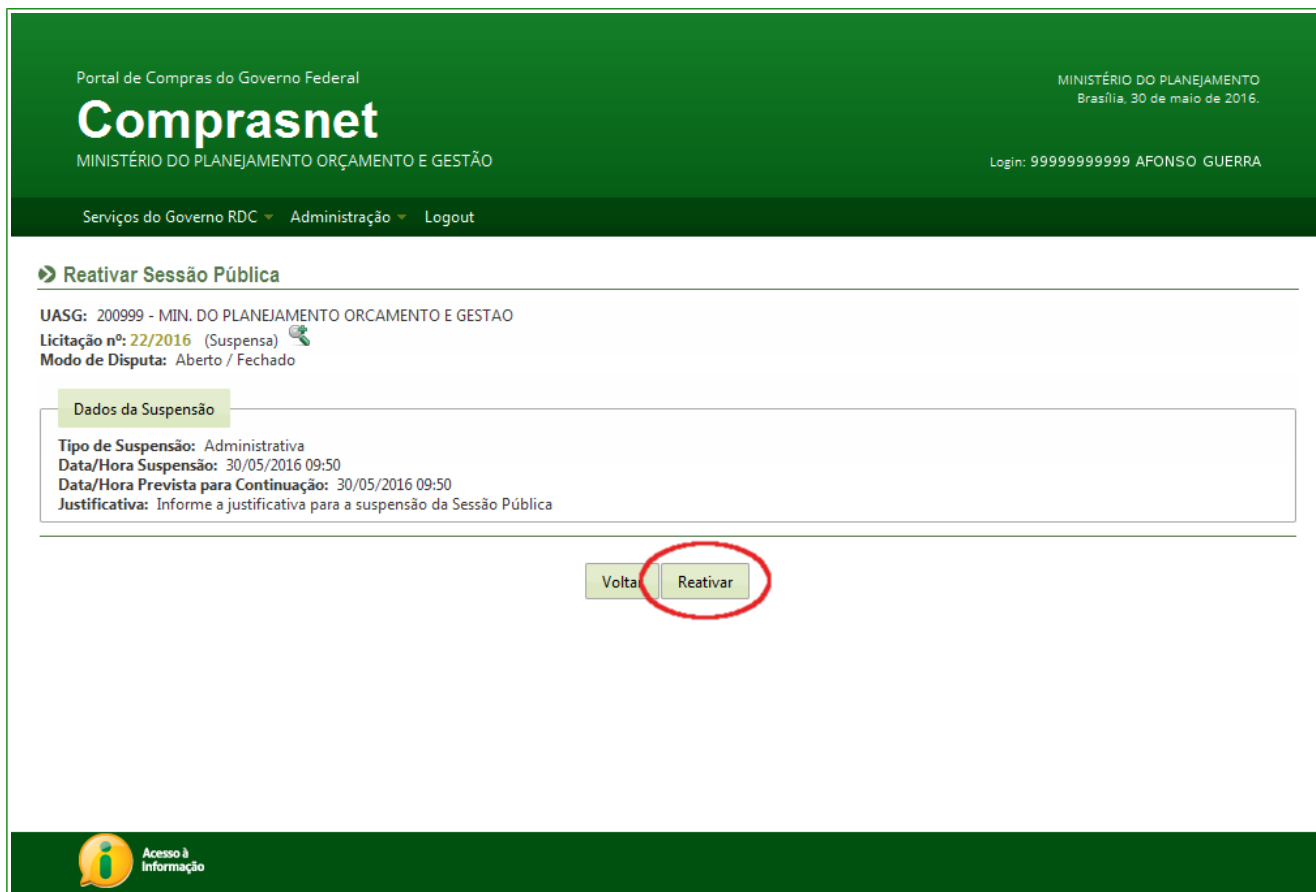 Portal de Compras do Governo Federal
MINISTÉRIO DO PLANEJAMENTO
Brasília, 30 de maio de 2016.
Comprasnet
MINISTÉRIO DO PLANEJAMENTO ORÇAMENTO E GESTÃO
Login: 99999999999 AFONSO GUERRA
Serviços do Governo RDC Administração Logout
Reativar Sessão Pública
UASG: 200999 - MIN. DO PLANEJAMENTO ORCAMENTO E GESTAO
Licitação nº: 22/2016 (Suspensa)
Modo de Disputa: Aberto / Fechado
Dados da Suspensão
Tipo de Suspensão: Administrativa
Data/Hora Suspensão: 30/05/2016 09:50
Data/Hora Prevista para Continuação: 30/05/2016 09:50
Justificativa: Informe a justificativa para a suspensão da Sessão Pública
Voltar Reativar
Acesso à
Informação